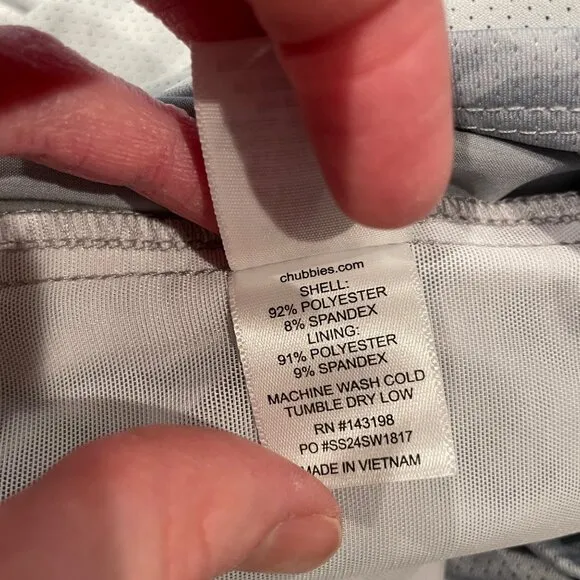 chubbies.com
SHELL:
92% POLYESTER
8% SPANDEX
LINING:
91% POLYESTER
9% SPANDEX
MACHINE WASH COLD
TUMBLE DRY LOW
RN #143198
PO #SS24SW1817
MADE IN VIETNAM